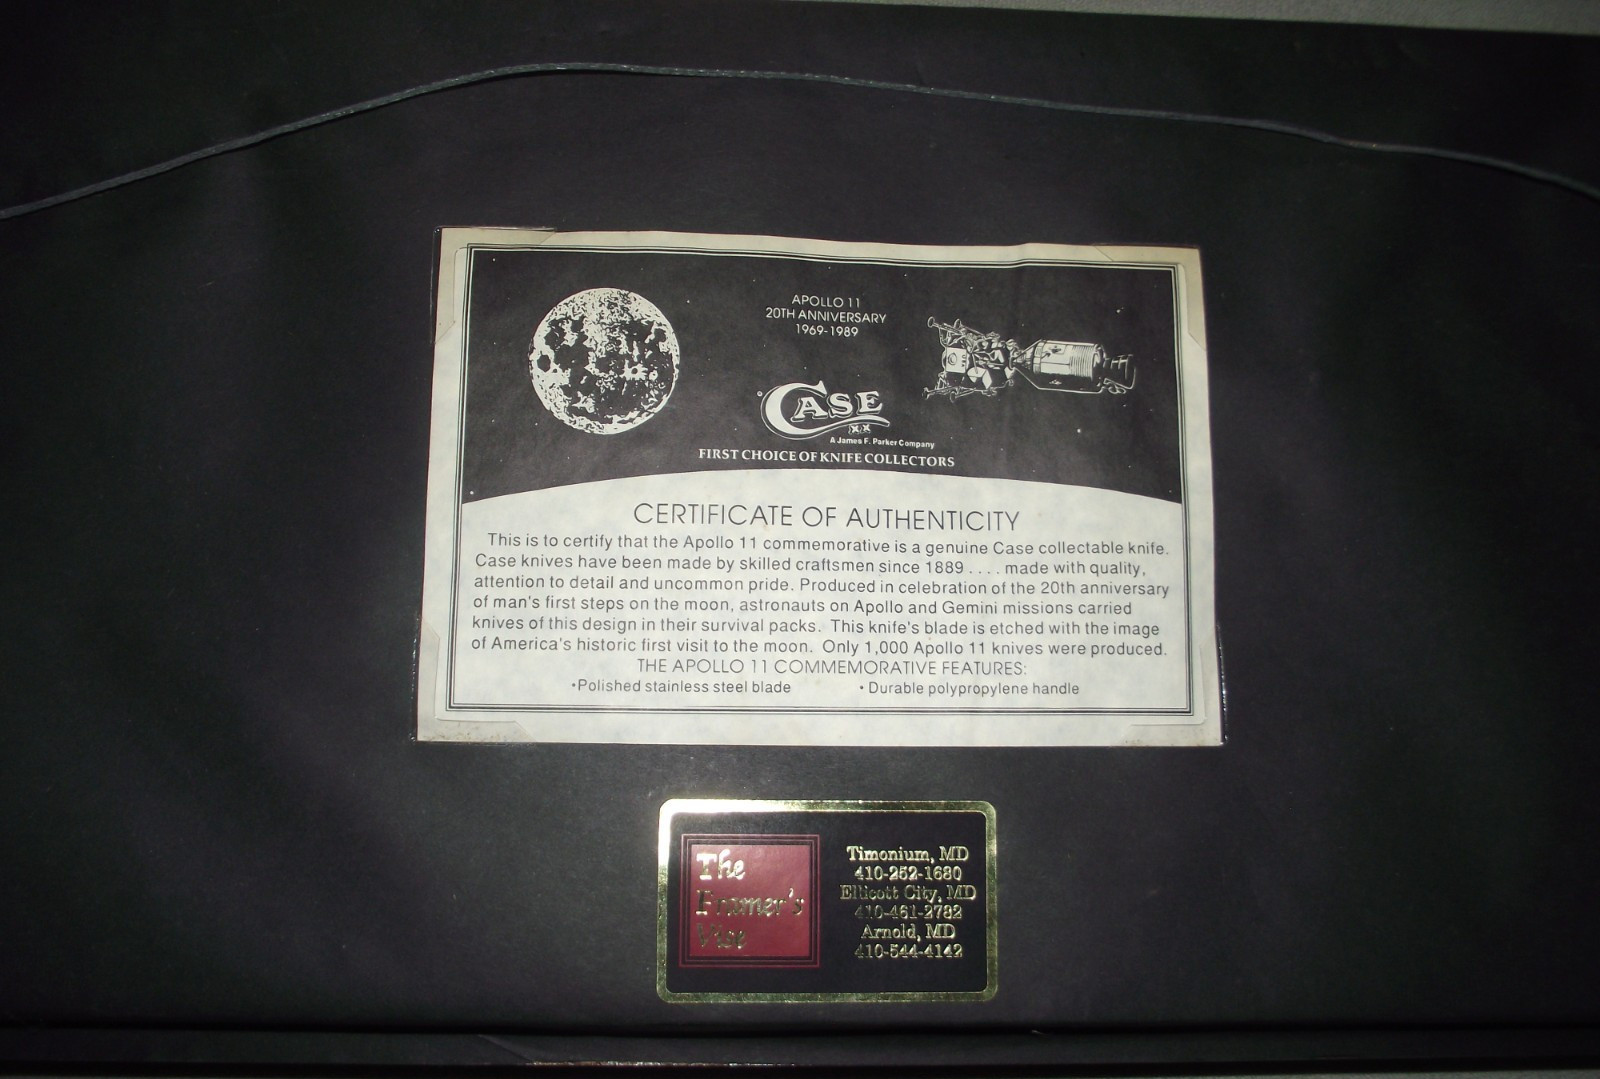 APOLLO 11
20TH ANNIVERSARY
1969-1989
CASE
XX
A James F. Parker Company
FIRST CHOICE OF KNIFE COLLECTORS
CERTIFICATE OF AUTHENTICITY
This is to certify that the Apollo 11 commemorative is a genuine Case collectable knife.
Case knives have been made by skilled craftsmen since 1889 . . . . made with quality,
attention to detail and uncommon pride. Produced in celebration of the 20th anniversary
of man's first steps on the moon, astronauts on Apollo and Gemini missions carried
knives of this design in their survival packs. This knife's blade is etched with the image
of America's historic first visit to the moon. Only 1,000 Apollo 11 knives were produced.
THE APOLLO 11 COMMEMORATIVE FEATURES:
•Polished stainless steel blade • Durable polypropylene handle
The
Framer's
Vise
Timonium, MD
410-252-1680
Ellicott City, MD
410-461-2782
Arnold, MD
410-544-4142